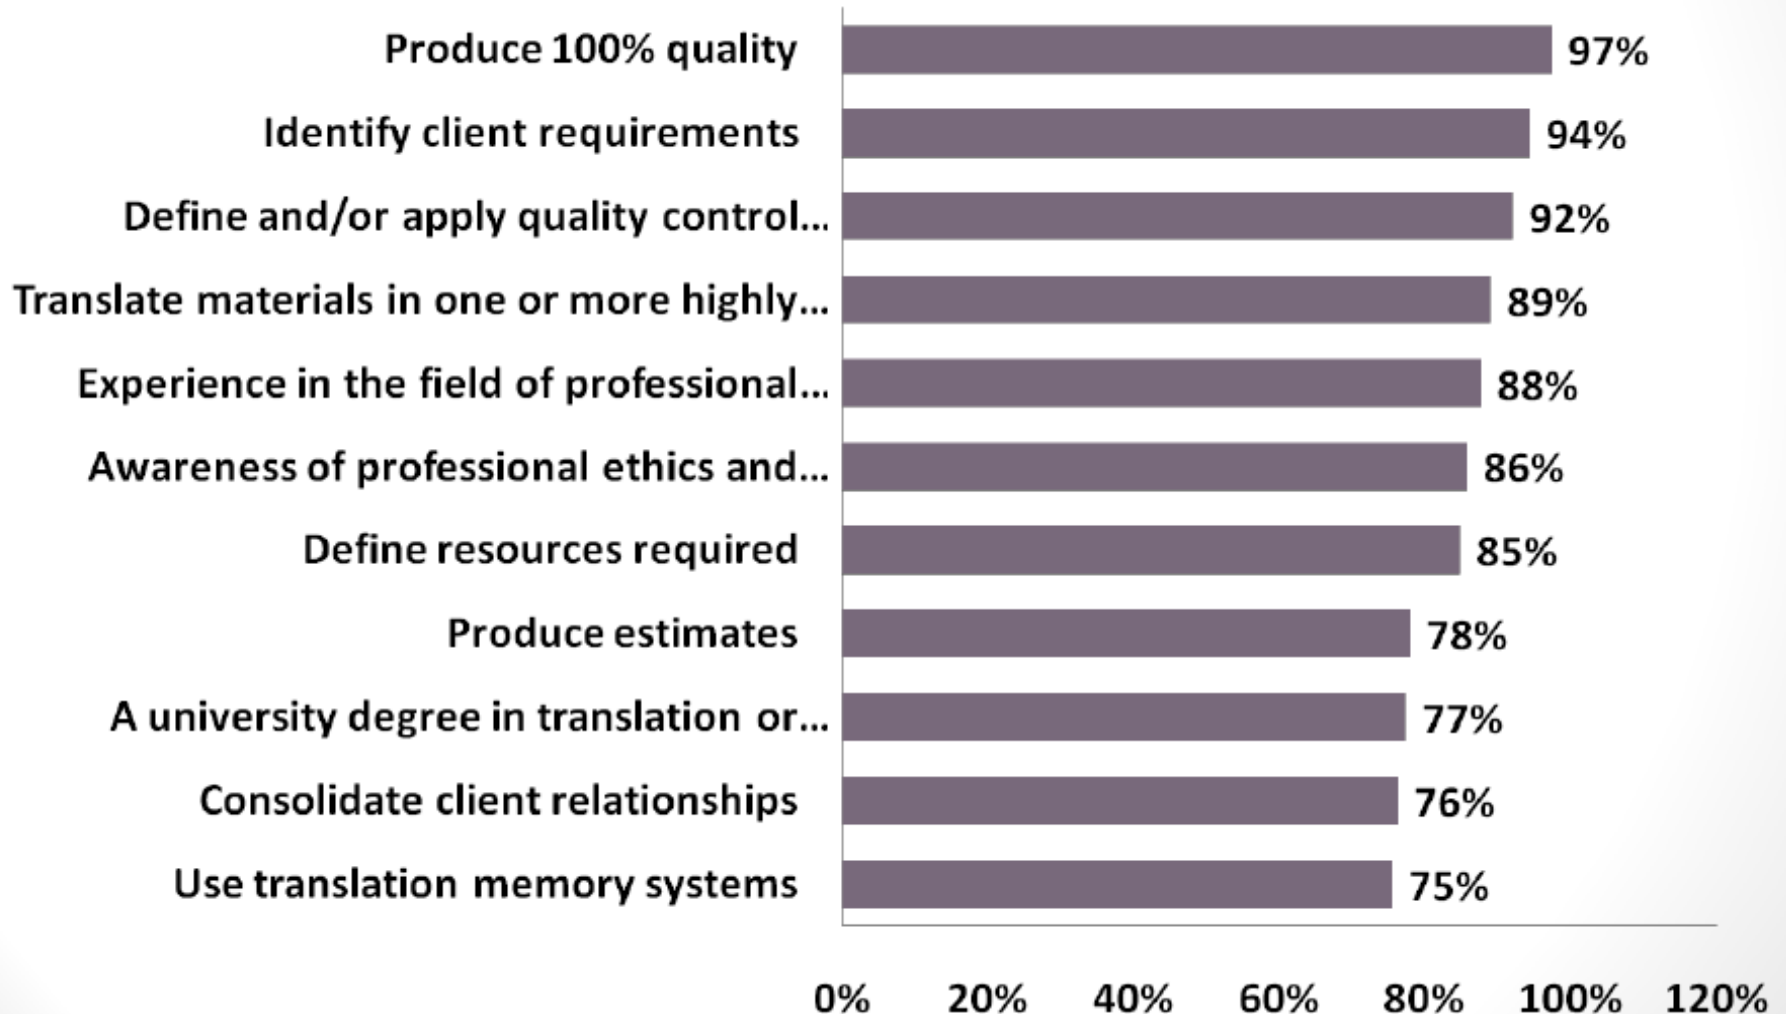 Produce 100% quality 97%
Identify client requirements 94%
Define and/or apply quality control... 92%
Translate materials in one or more highly... 89%
Experience in the field of professional... 88%
Awareness of professional ethics and... 86%
Define resources required 85%
Produce estimates 78%
A university degree in translation or... 77%
Consolidate client relationships 76%
Use translation memory systems 75%
0% 20% 40% 60% 80% 100% 120%